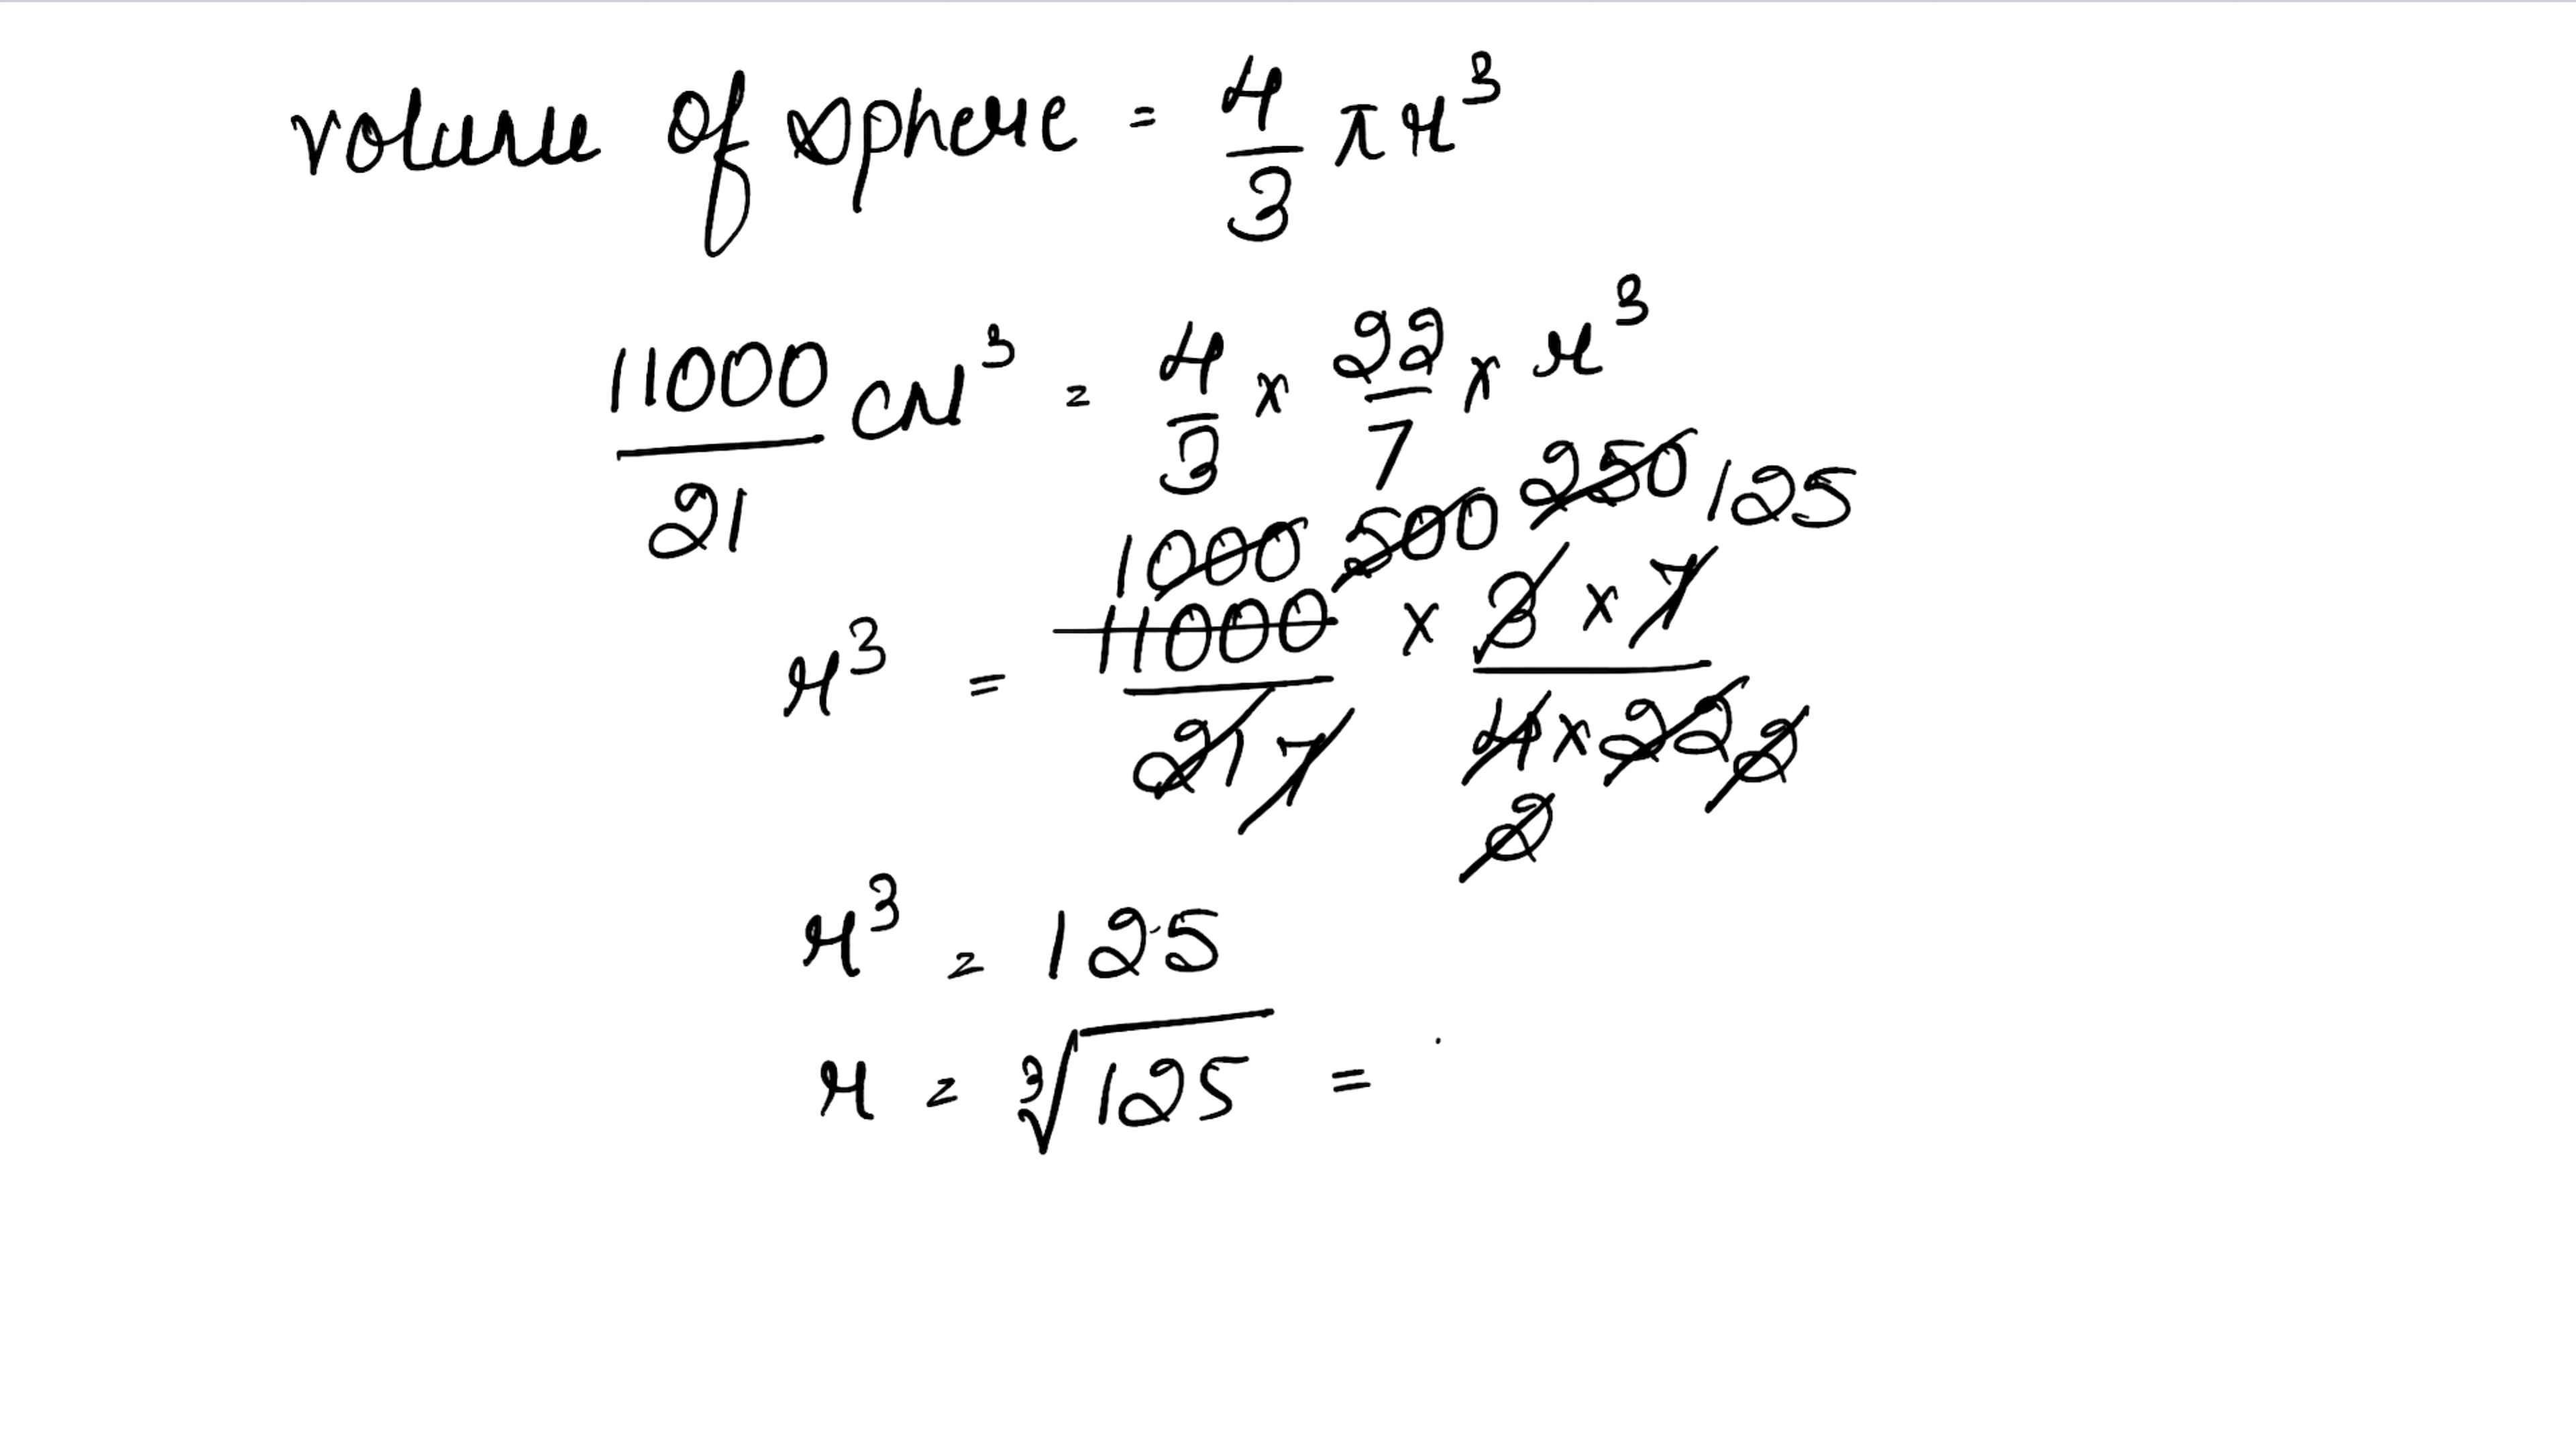 volume of sphere = 4/3 πr³
11000/21 cm³ = 4/3 x 22/7 x r³
1000 500 250 125
r³ = 11000/21 7 x 3 x 7/4 x 22 2
2
r³ = 125
r = ³√125 =